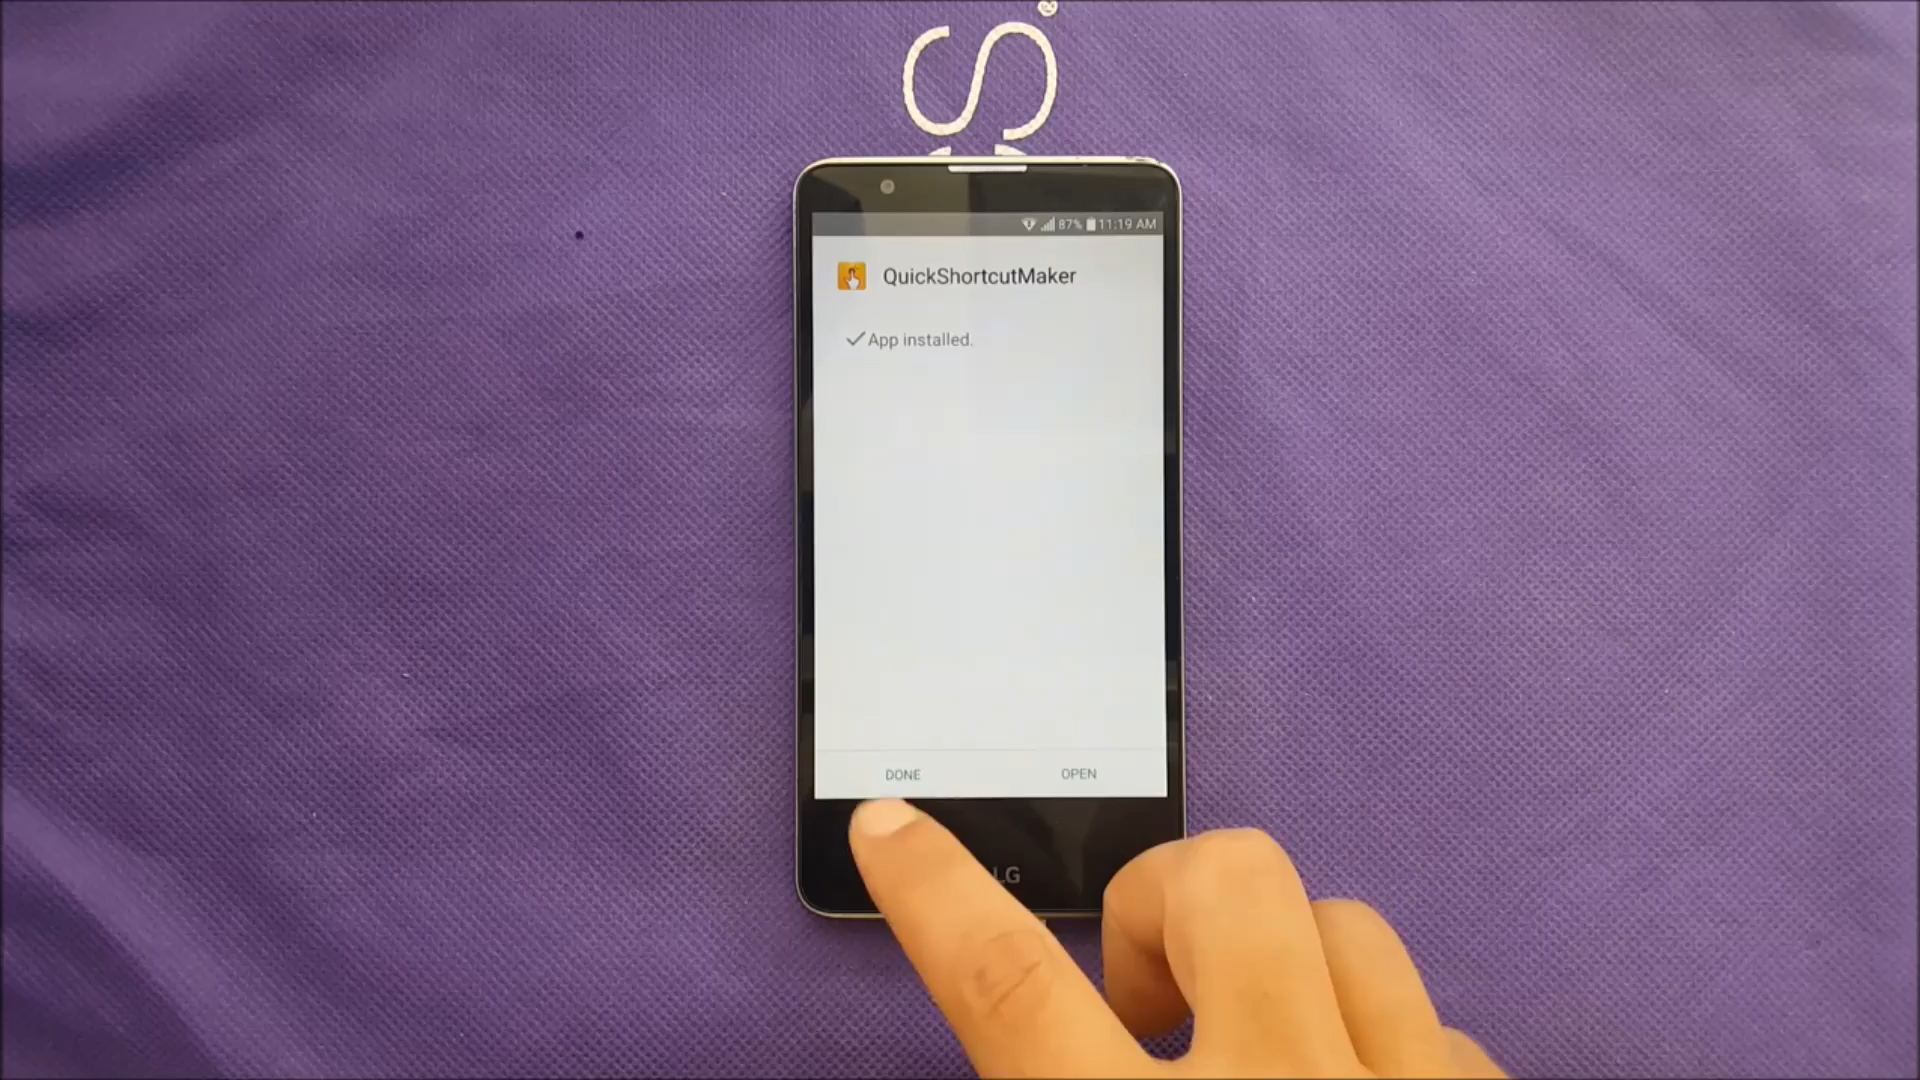 S
87% 11:19 AM
QuickShortcutMaker
App installed.
DONE OPEN
LG